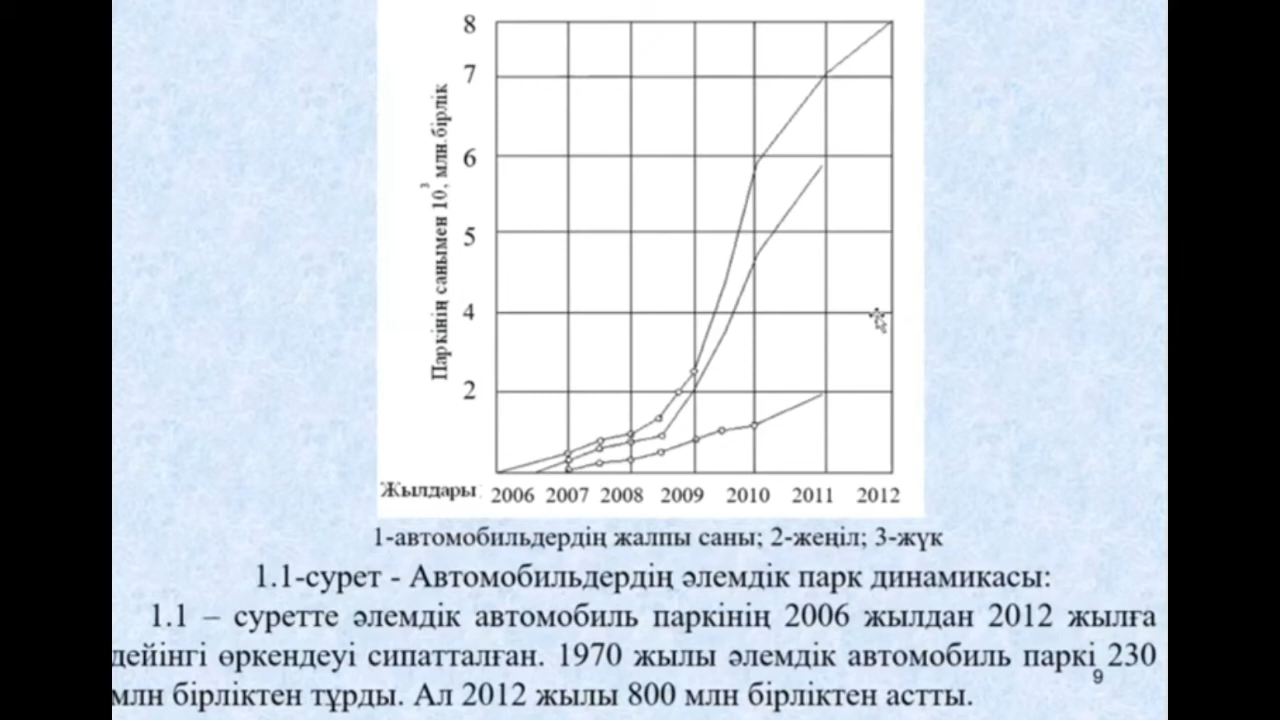 8
7
6
5
4
2
Паркінің санымен 10³, млн.бірлік
Жылдары: 2006 2007 2008 2009 2010 2011 2012
1-автомобильдердің жалпы саны; 2-жеңіл; 3-жүк
1.1-сурет - Автомобильдердің әлемдік парк динамикасы:
1.1 – суретте әлемдік автомобиль паркінің 2006 жылдан 2012 жылға
дейінгі өркендеуі сипатталған. 1970 жылы әлемдік автомобиль паркі 230
млн бірліктен тұрды. Ал 2012 жылы 800 млн бірліктен астты.
9